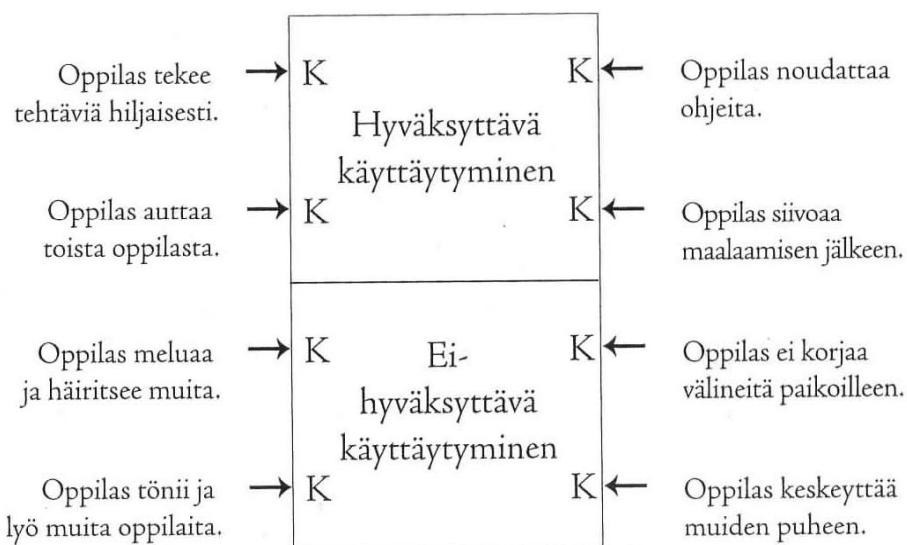 Oppilas tekee
tehtäviä hiljaisesti.
K
K
Oppilas noudattaa
ohjeita.
Hyväksyttävä
käyttäytyminen
Oppilas auttaa
toista oppilasta.
K
K
Oppilas siivoaa
maalaamisen jälkeen.
Oppilas meluaa
ja häiritsee muita.
K
K
Oppilas ei korjaa
välineitä paikoilleen.
Ei-
hyväksyttävä
käyttäytyminen
Oppilas tönii ja
lyö muita oppilaita.
K
K
Oppilas keskeyttää
muiden puheen.